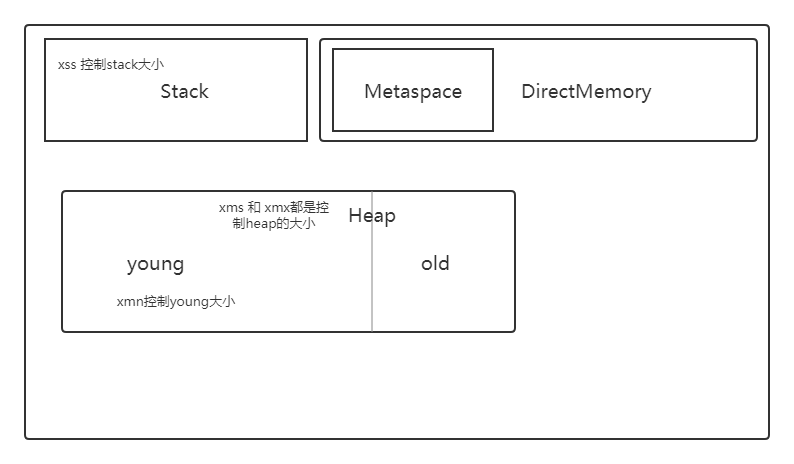 xss 控制stack大小
Stack
Metaspace
DirectMemory
xms 和 xmx都是控
制heap的大小
Heap
young
old
xmn控制young大小